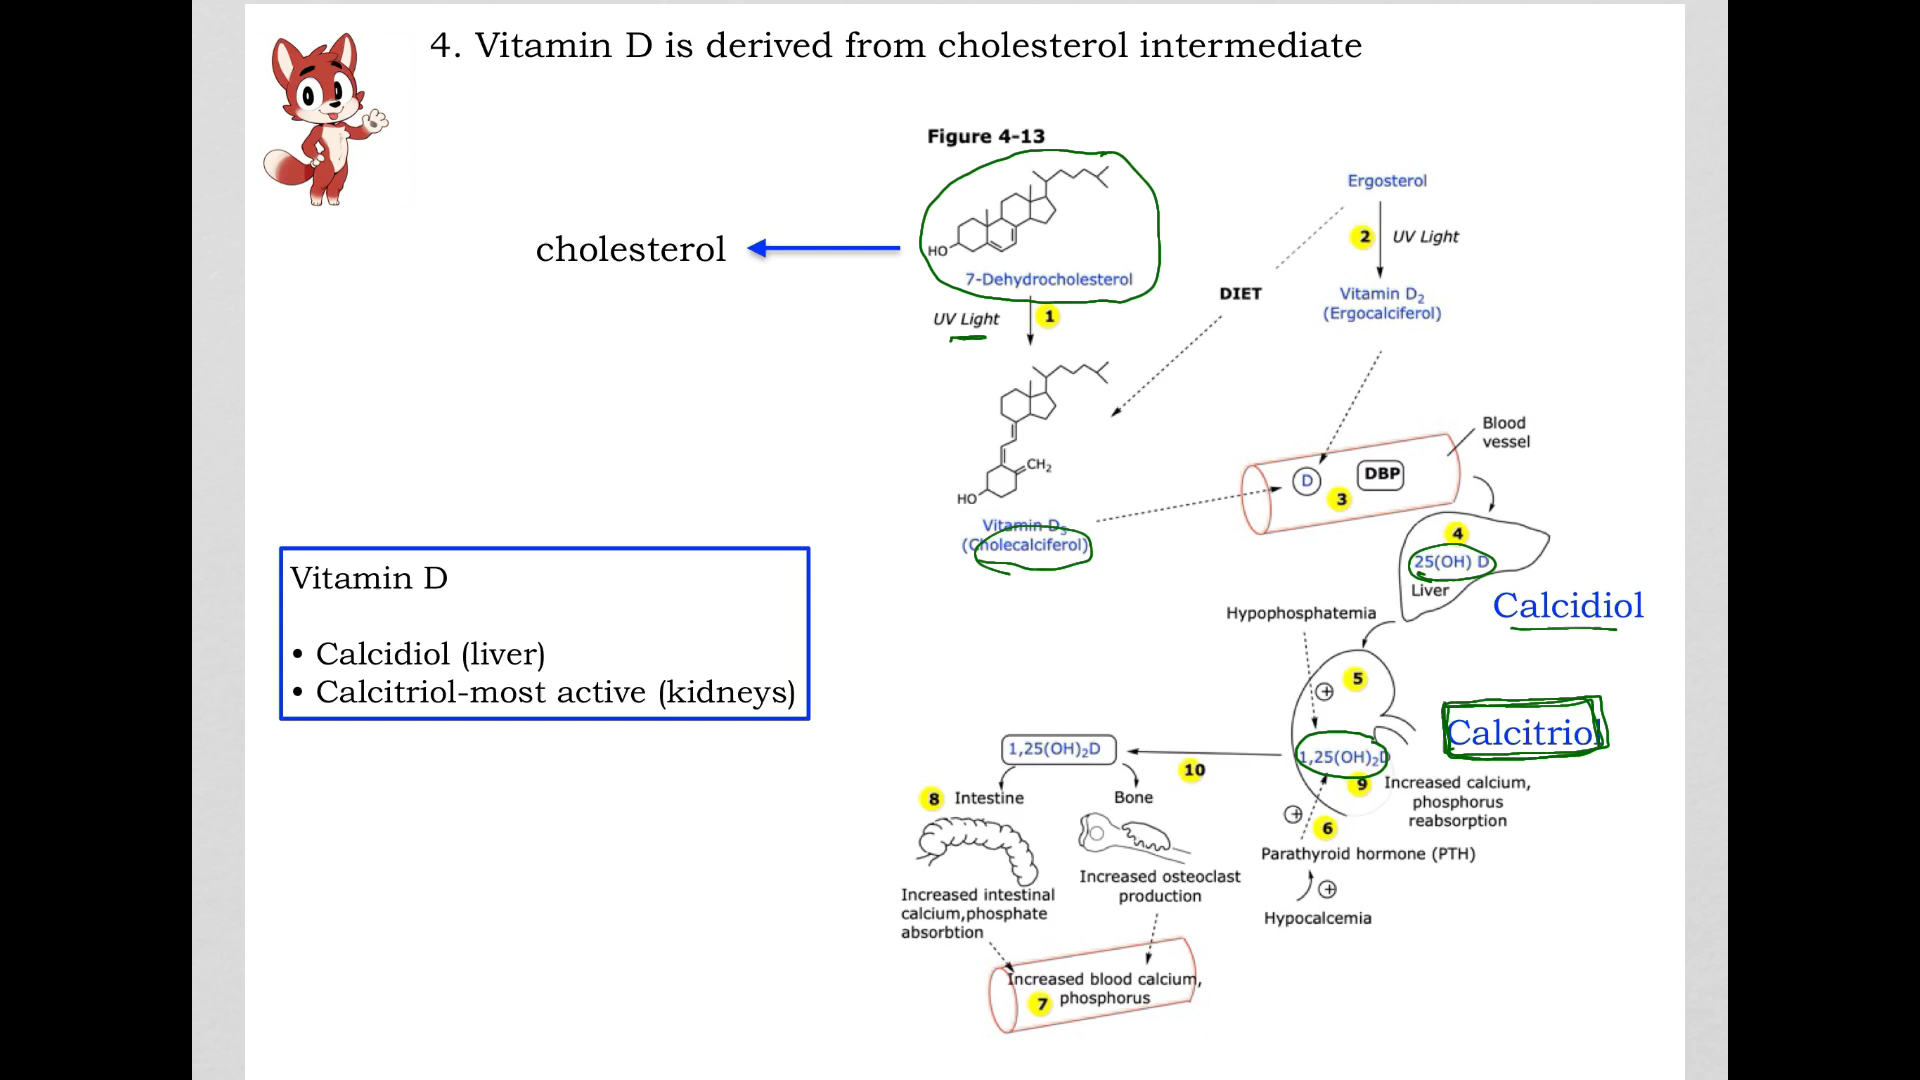 4. Vitamin D is derived from cholesterol intermediate
Figure 4-13
HO
7-Dehydrocholesterol
cholesterol
UV Light
1
Ergosterol
2
UV Light
DIET
Vitamin D₂
(Ergocalciferol)
CH₂
HO
Vitamin D₃
(Cholecalciferol)
Blood
vessel
D
DBP
3
4
25(OH) D
Liver
Calcidiol
Vitamin D
• Calcidiol (liver)
• Calcitriol-most active (kidneys)
Hypophosphatemia
+
5
Calcitriol
1,25(OH)₂D
9
Increased calcium,
phosphorus
reabsorption
+
6
Parathyroid hormone (PTH)
+
Hypocalcemia
10
1,25(OH)₂D
8
Intestine
Bone
Increased intestinal
calcium,phosphate
absorbtion
Increased osteoclast
production
Increased blood calcium,
7
phosphorus